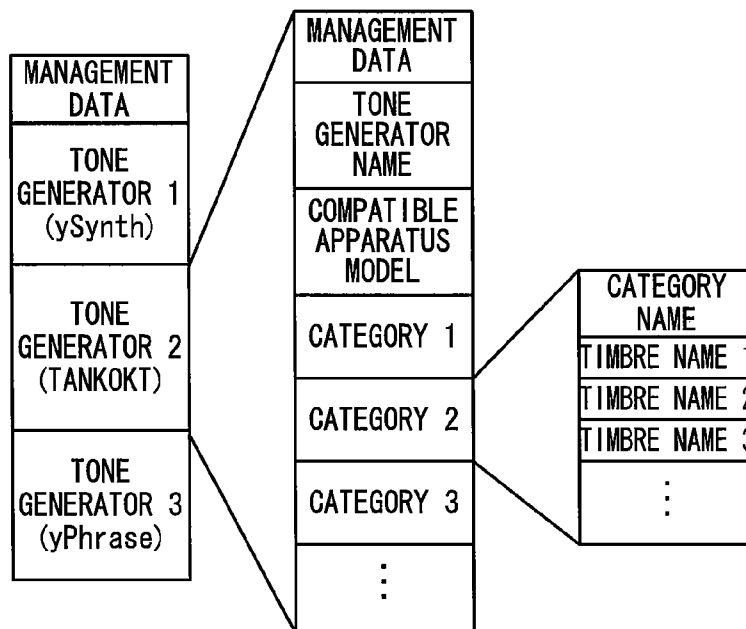 MANAGEMENT
DATA
TONE
GENERATOR 1
(ySynth)
TONE
GENERATOR 2
(TANKOKT)
TONE
GENERATOR 3
(yPhrase)
MANAGEMENT
DATA
TONE
GENERATOR
NAME
COMPATIBLE
APPARATUS
MODEL
CATEGORY 1
CATEGORY 2
CATEGORY 3
⋮
CATEGORY
NAME
TIMBRE NAME 1
TIMBRE NAME 2
TIMBRE NAME 3
⋮